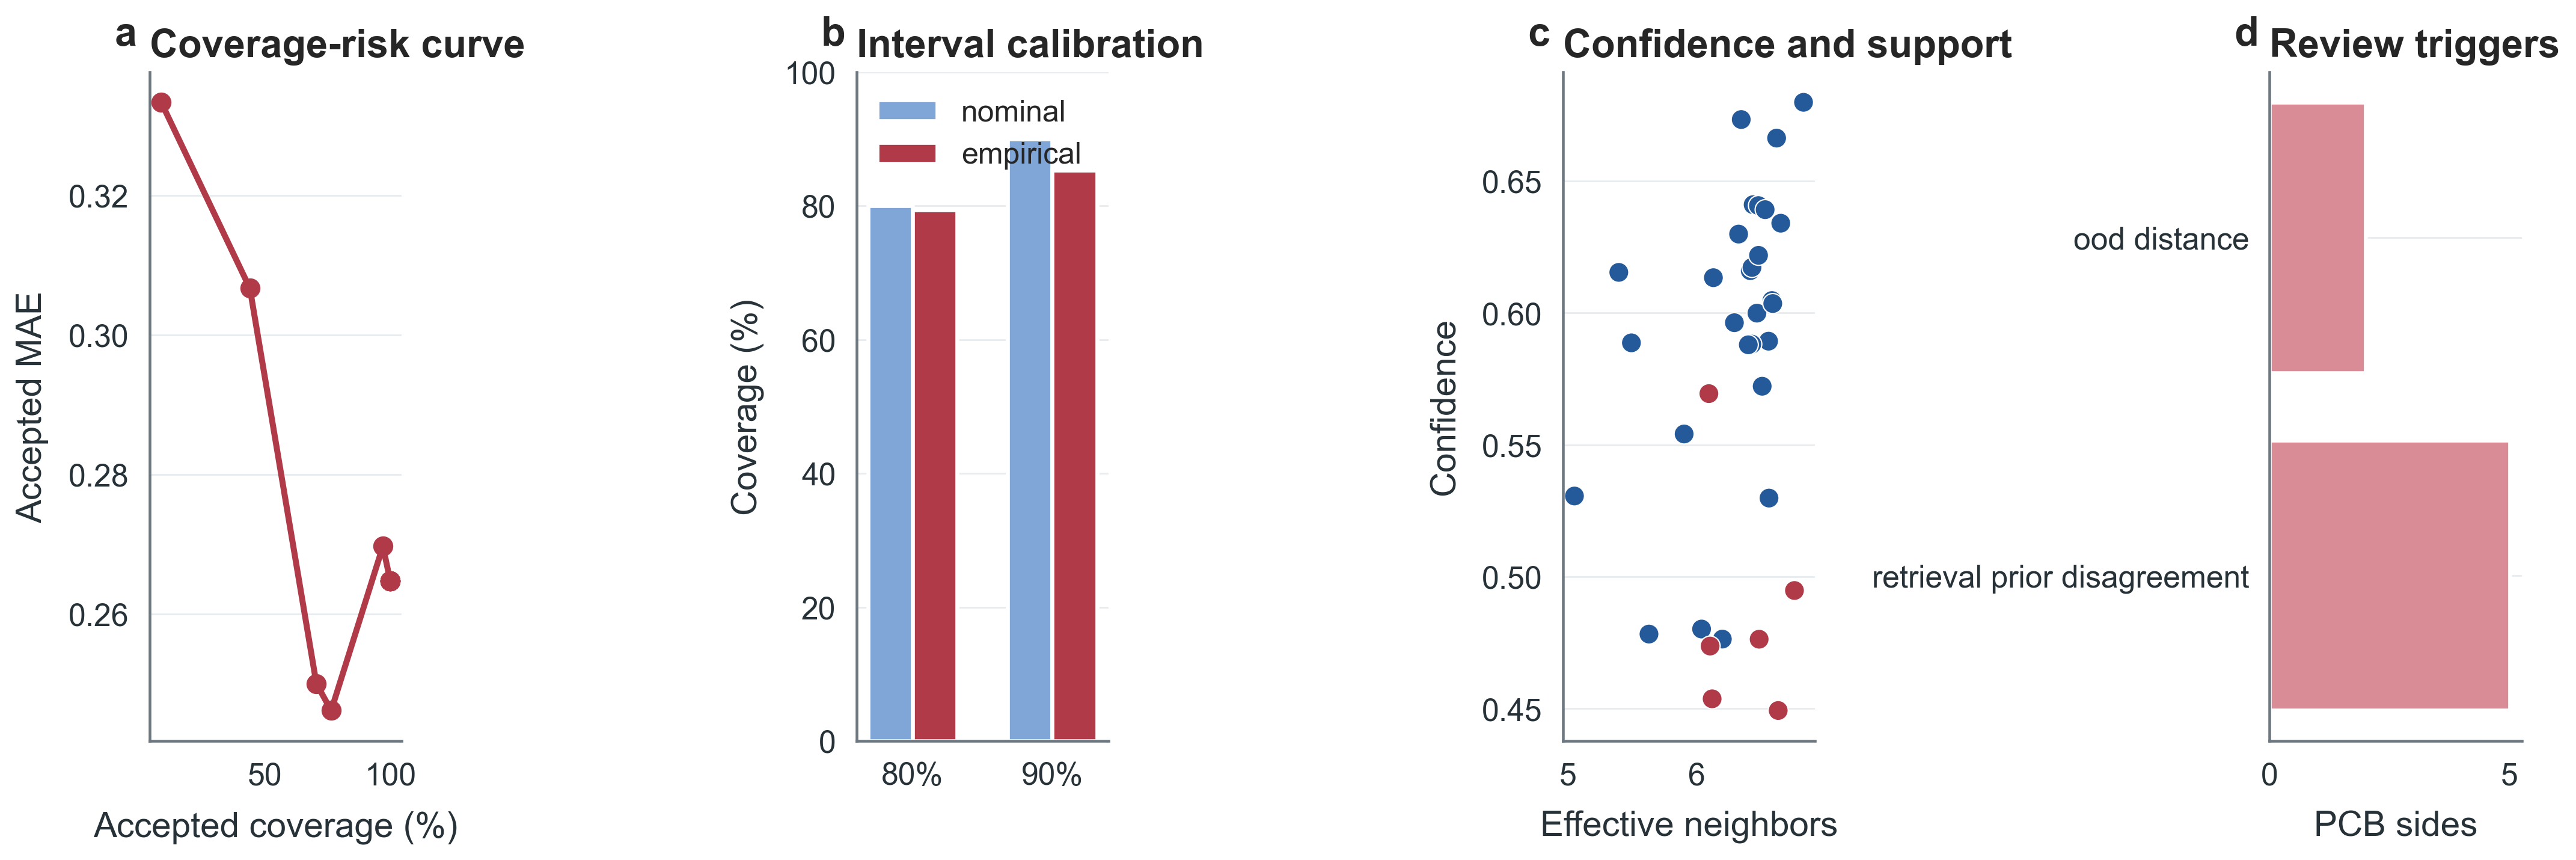 a Coverage-risk curve
0.32
0.30
0.28
0.26
Accepted MAE
50 100
Accepted coverage (%)
b Interval calibration
nominal
empirical
100
80
60
40
20
0
Coverage (%)
80% 90%
c Confidence and support
0.65
0.60
0.55
0.50
0.45
Confidence
5 6
Effective neighbors
d Review triggers
ood distance
retrieval prior disagreement
0 5
PCB sides